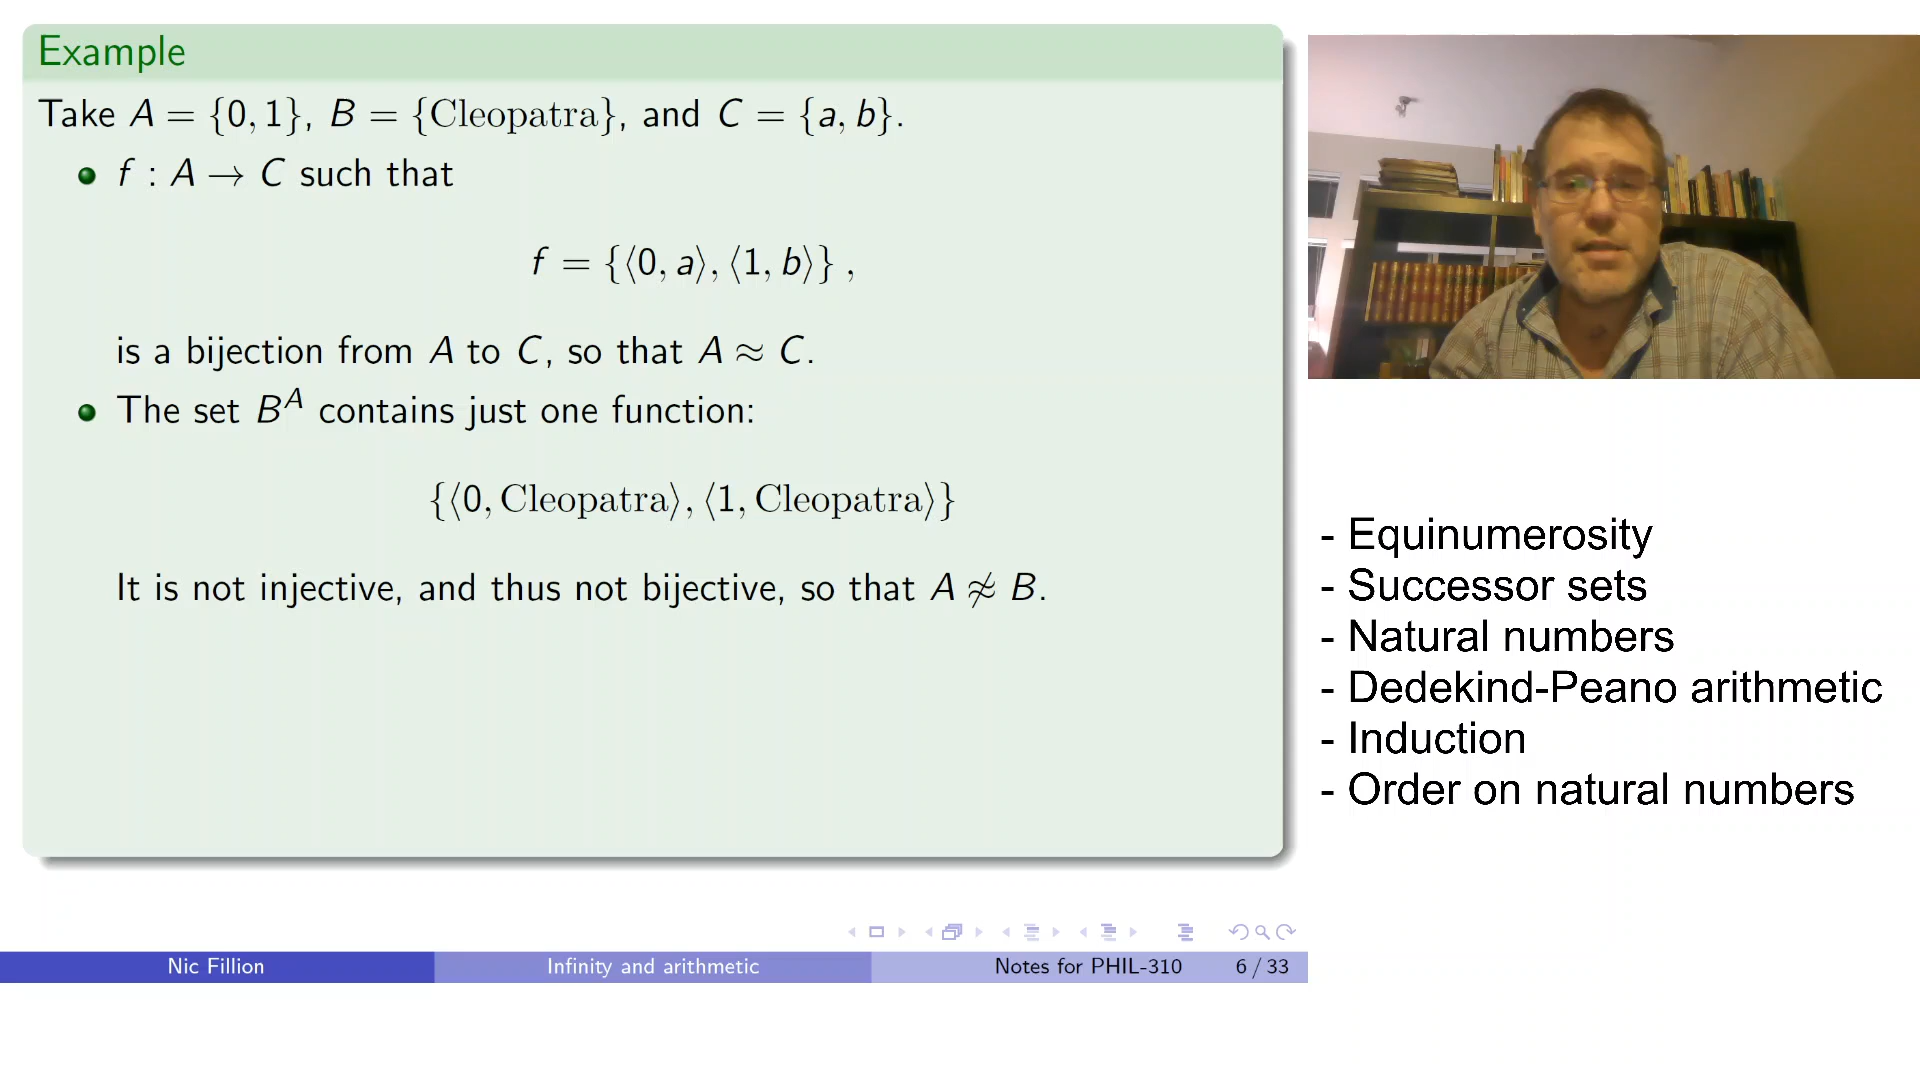 Example
Take A = {0, 1}, B = {Cleopatra}, and C = {a, b}.
f : A → C such that
f = {⟨0, a⟩, ⟨1, b⟩} ,
is a bijection from A to C, so that A ≈ C.
The set Bᴬ contains just one function:
{⟨0, Cleopatra⟩, ⟨1, Cleopatra⟩}
It is not injective, and thus not bijective, so that A ≉ B.
- Equinumerosity
- Successor sets
- Natural numbers
- Dedekind-Peano arithmetic
- Induction
- Order on natural numbers
Nic Fillion Infinity and arithmetic Notes for PHIL-310 6 / 33